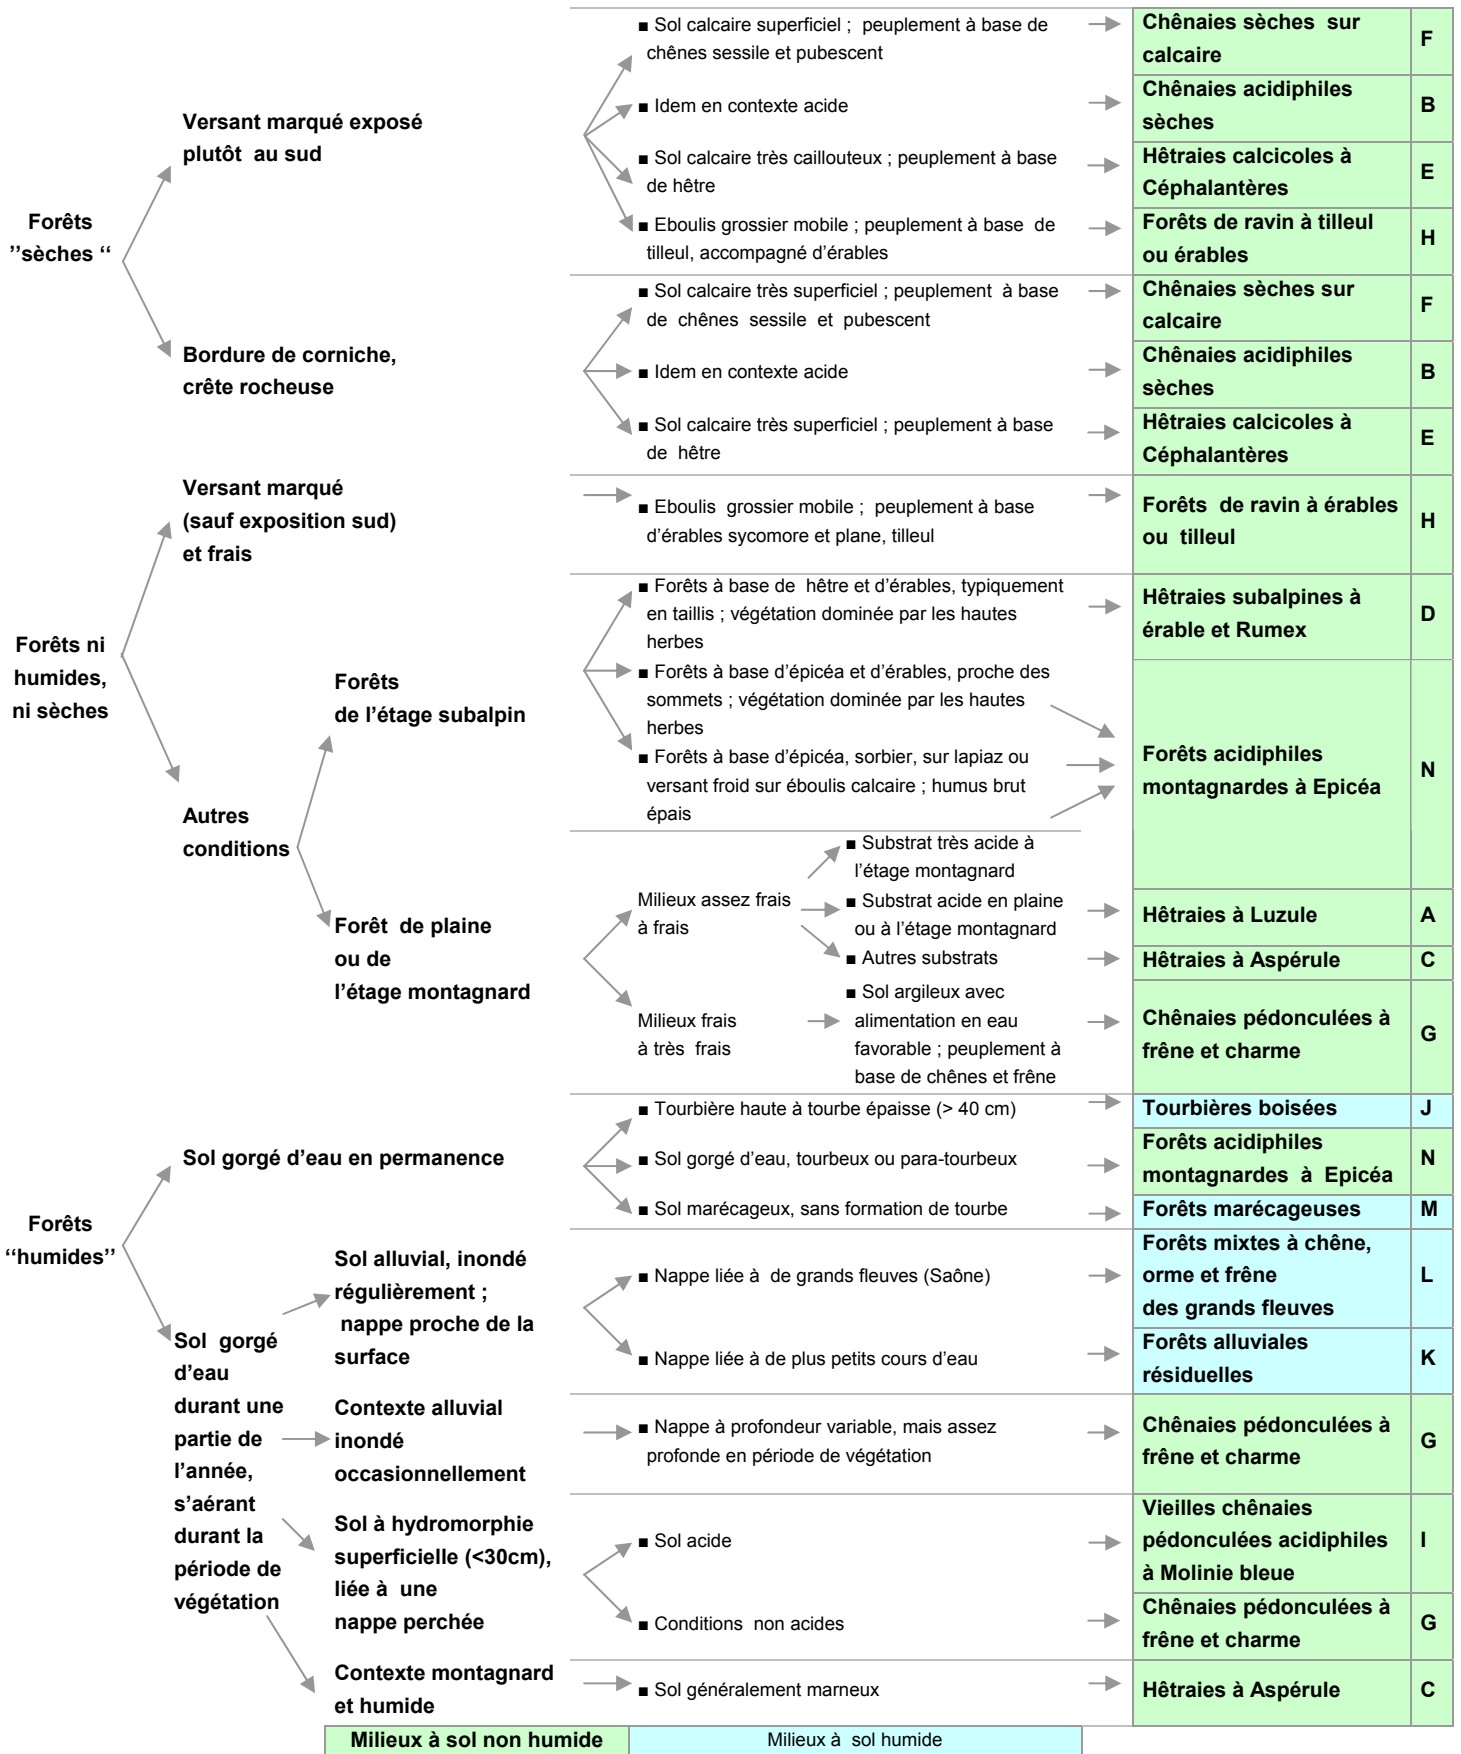 Forêts
’’sèches ‘‘
Versant marqué exposé
plutôt au sud
■ Sol calcaire superficiel ; peuplement à base de
chênes sessile et pubescent
Chênaies sèches sur
calcaire
F
■ Idem en contexte acide
Chênaies acidiphiles
sèches
B
■ Sol calcaire très caillouteux ; peuplement à base
de hêtre
Hêtraies calcicoles à
Céphalantères
E
■ Eboulis grossier mobile ; peuplement à base de
tilleul, accompagné d’érables
Forêts de ravin à tilleul
ou érables
H
Bordure de corniche,
crête rocheuse
■ Sol calcaire très superficiel ; peuplement à base
de chênes sessile et pubescent
Chênaies sèches sur
calcaire
F
■ Idem en contexte acide
Chênaies acidiphiles
sèches
B
■ Sol calcaire très superficiel ; peuplement à base
de hêtre
Hêtraies calcicoles à
Céphalantères
E
Forêts ni
humides,
ni sèches
Versant marqué
(sauf exposition sud)
et frais
■ Eboulis grossier mobile ; peuplement à base
d’érables sycomore et plane, tilleul
Forêts de ravin à érables
ou tilleul
H
Autres
conditions
Forêts
de l’étage subalpin
■ Forêts à base de hêtre et d’érables, typiquement
en taillis ; végétation dominée par les hautes
herbes
Hêtraies subalpines à
érable et Rumex
D
■ Forêts à base d’épicéa et d’érables, proche des
sommets ; végétation dominée par les hautes
herbes
■ Forêts à base d’épicéa, sorbier, sur lapiaz ou
versant froid sur éboulis calcaire ; humus brut
épais
Forêts acidiphiles
montagnardes à Epicéa
N
Forêt de plaine
ou de
l’étage montagnard
Milieux assez frais
à frais
■ Substrat très acide à
l’étage montagnard
■ Substrat acide en plaine
ou à l’étage montagnard
Hêtraies à Luzule
A
■ Autres substrats
Hêtraies à Aspérule
C
Milieux frais
à très frais
■ Sol argileux avec
alimentation en eau
favorable ; peuplement à
base de chênes et frêne
Chênaies pédonculées à
frêne et charme
G
Forêts
‘‘humides’’
Sol gorgé d’eau en permanence
■ Tourbière haute à tourbe épaisse (> 40 cm)
Tourbières boisées
J
■ Sol gorgé d’eau, tourbeux ou para-tourbeux
Forêts acidiphiles
montagnardes à Epicéa
N
■ Sol marécageux, sans formation de tourbe
Forêts marécageuses
M
Sol gorgé
d’eau
durant une
partie de
l’année,
s’aérant
durant la
période de
végétation
Sol alluvial, inondé
régulièrement ;
nappe proche de la
surface
■ Nappe liée à de grands fleuves (Saône)
Forêts mixtes à chêne,
orme et frêne
des grands fleuves
L
■ Nappe liée à de plus petits cours d’eau
Forêts alluviales
résiduelles
K
Contexte alluvial
inondé
occasionnellement
■ Nappe à profondeur variable, mais assez
profonde en période de végétation
Chênaies pédonculées à
frêne et charme
G
Sol à hydromorphie
superficielle (<30cm),
liée à une
nappe perchée
■ Sol acide
Vieilles chênaies
pédonculées acidiphiles
à Molinie bleue
I
■ Conditions non acides
Chênaies pédonculées à
frêne et charme
G
Contexte montagnard
et humide
■ Sol généralement marneux
Hêtraies à Aspérule
C
Milieux à sol non humide
Milieux à sol humide